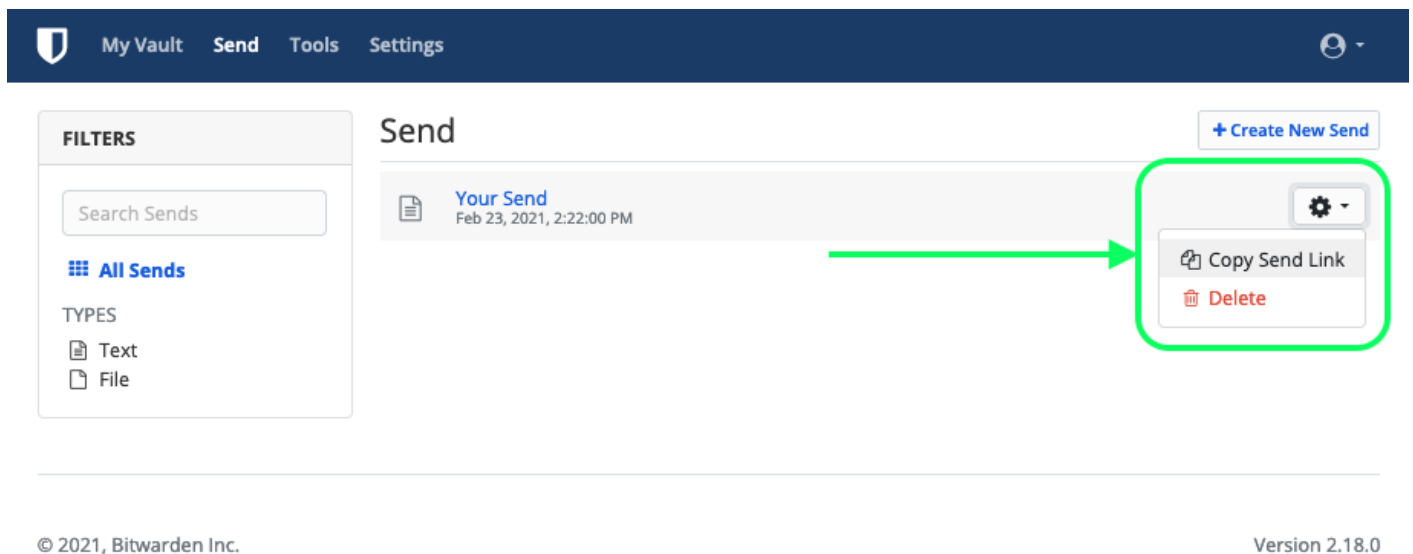 My Vault Send Tools Settings
FILTERS
Search Sends
All Sends
TYPES
Text
File
Send
+ Create New Send
Your Send
Feb 23, 2021, 2:22:00 PM
Copy Send Link
Delete
© 2021, Bitwarden Inc.
Version 2.18.0